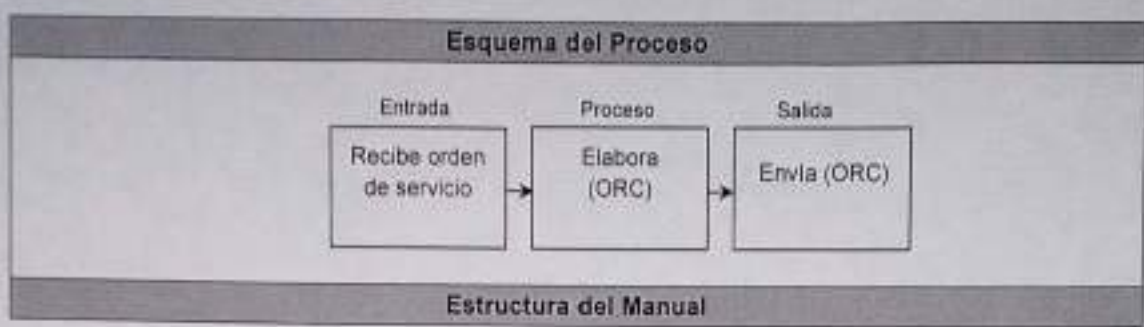 Esquema del Proceso
Entrada
Proceso
Salida
Recibe orden
de servicio
Elabora
(ORC)
Envía (ORC)
Estructura del Manual